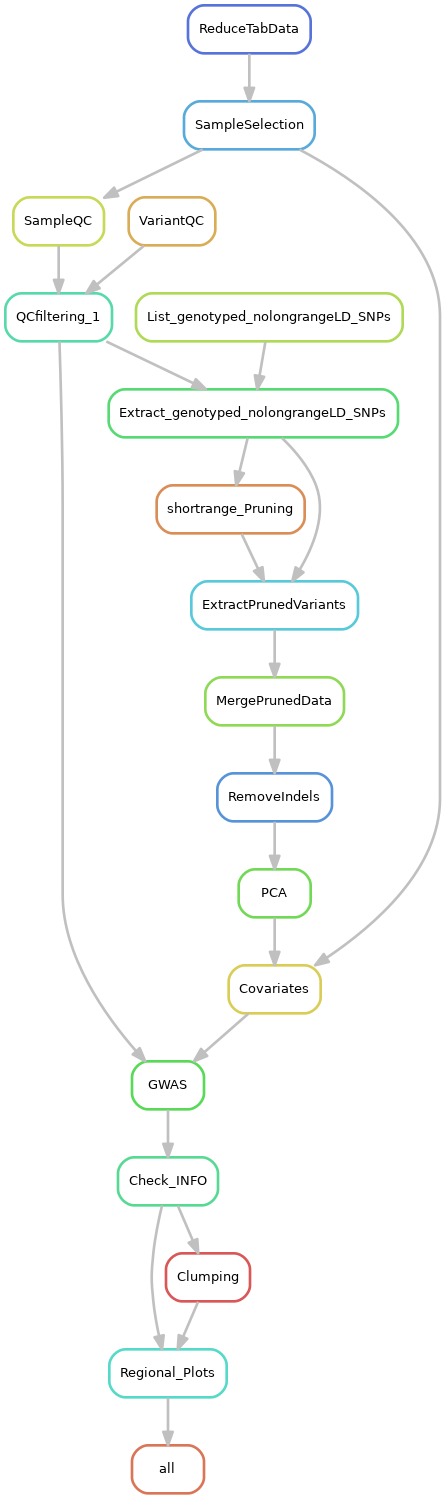 ReduceTabData
SampleSelection
SampleQC
VariantQC
QCfiltering_1
List_genotyped_nolongrangeLD_SNPs
Extract_genotyped_nolongrangeLD_SNPs
shortrange_Pruning
ExtractPrunedVariants
MergePrunedData
RemoveIndels
PCA
Covariates
GWAS
Check_INFO
Clumping
Regional_Plots
all